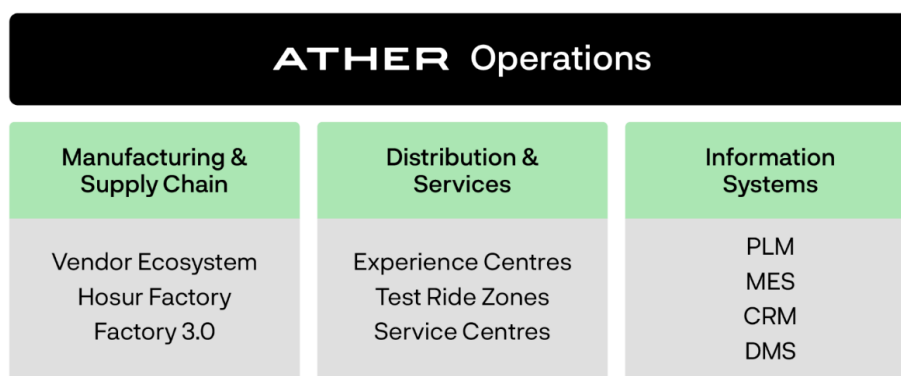 ATHER Operations
Manufacturing &
Supply Chain
Vendor Ecosystem
Hosur Factory
Factory 3.0
Distribution &
Services
Experience Centres
Test Ride Zones
Service Centres
Information
Systems
PLM
MES
CRM
DMS